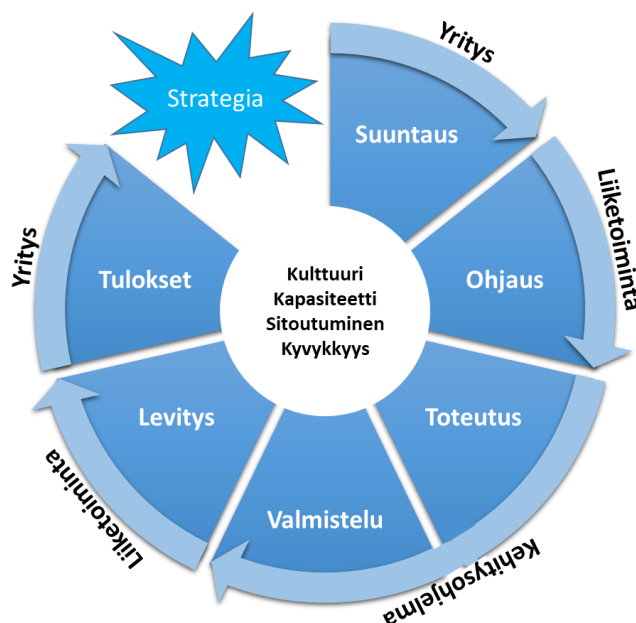 Strategia
Yritys
Suuntaus
Liiketoiminta
Ohjaus
Toteutus
Kehitysohjelma
Valmistelu
Levitys
Liiketoiminta
Tulokset
Yritys
Kulttuuri
Kapasiteetti
Sitoutuminen
Kyvykkyys